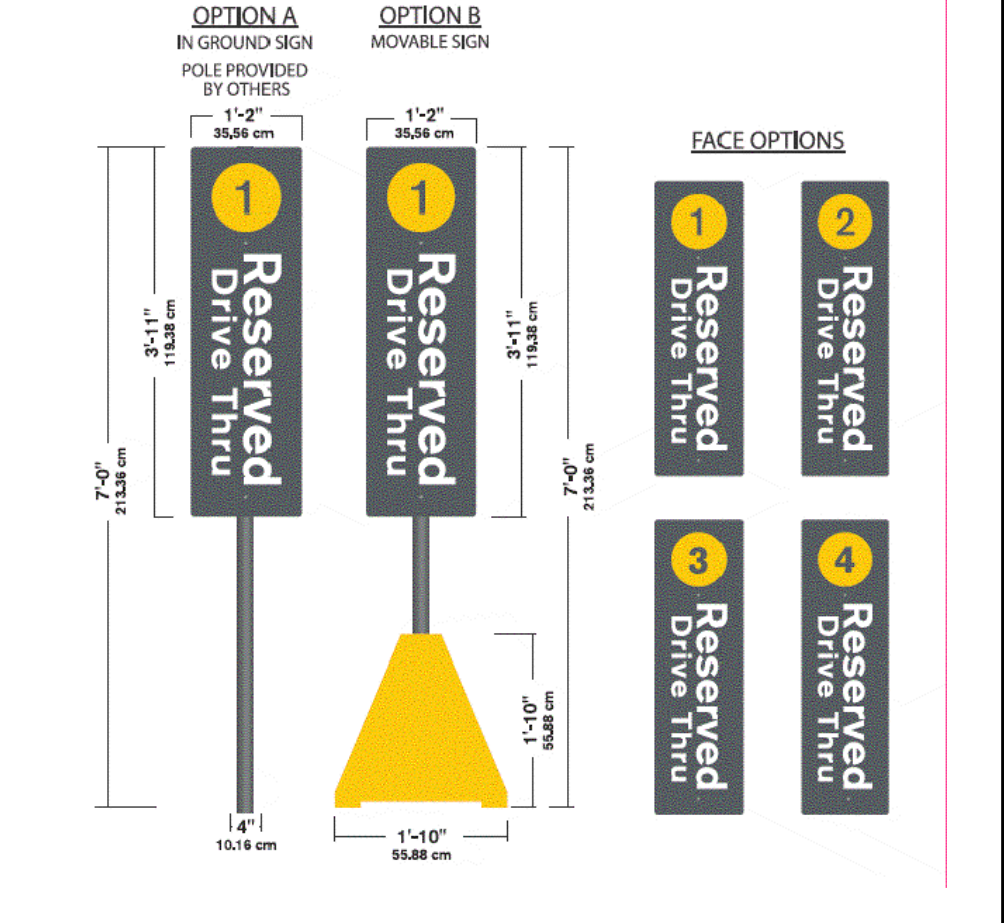 OPTION A
IN GROUND SIGN
POLE PROVIDED
BY OTHERS
1'-2"
35.56 cm
1
Reserved
Drive Thru
3'-11"
119.38 cm
7'-0"
213.36 cm
4"
10.16 cm
OPTION B
MOVABLE SIGN
1'-2"
35.56 cm
1
Reserved
Drive Thru
3'-11"
119.38 cm
7'-0"
213.36 cm
1'-10"
55.88 cm
1'-10"
55.88 cm
FACE OPTIONS
1
Reserved
Drive Thru
2
Reserved
Drive Thru
3
Reserved
Drive Thru
4
Reserved
Drive Thru